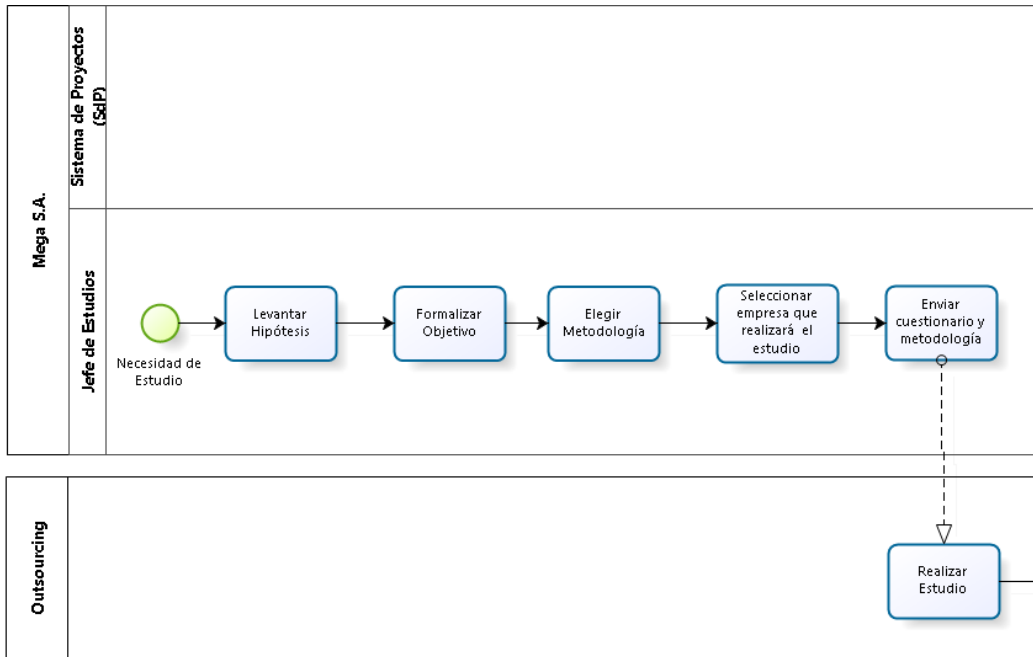 Mega S.A.
Sistema de Proyectos
(SdP)
Jefe de Estudios
Necesidad de
Estudio
Levantar
Hipótesis
Formalizar
Objetivo
Elegir
Metodología
Seleccionar
empresa que
realizará el
estudio
Enviar
cuestionario y
metodología
Outsourcing
Realizar
Estudio